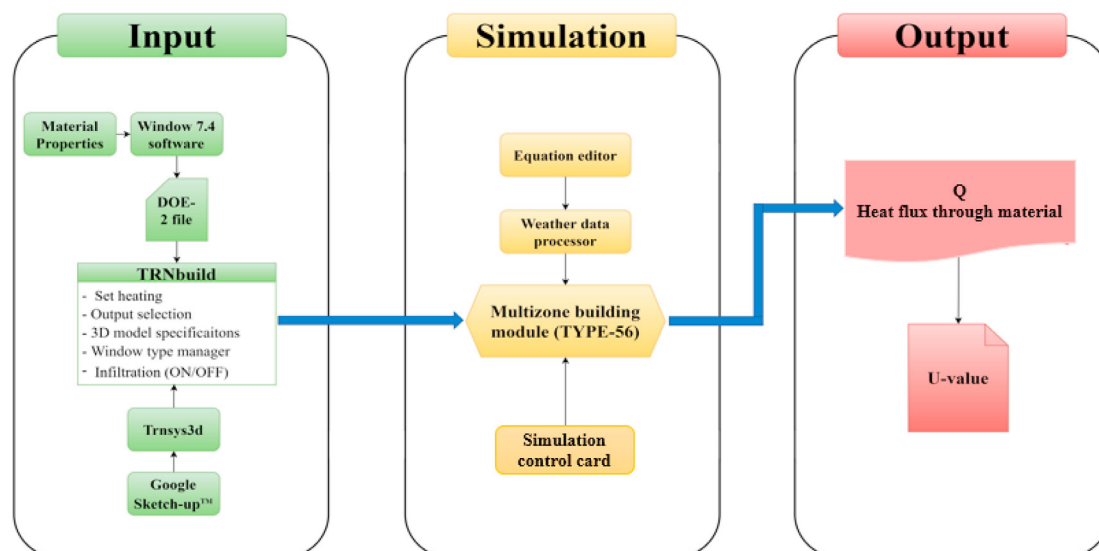 Input
Material
Properties
Window 7.4
software
DOE-
2 file
TRNbuild
- Set heating
- Output selection
- 3D model specificaitons
- Window type manager
- Infiltration (ON/OFF)
Trnsys3d
Google
Sketch-up™
Simulation
Equation editor
Weather data
processor
Multizone building
module (TYPE-56)
Simulation
control card
Output
Q
Heat flux through material
U-value